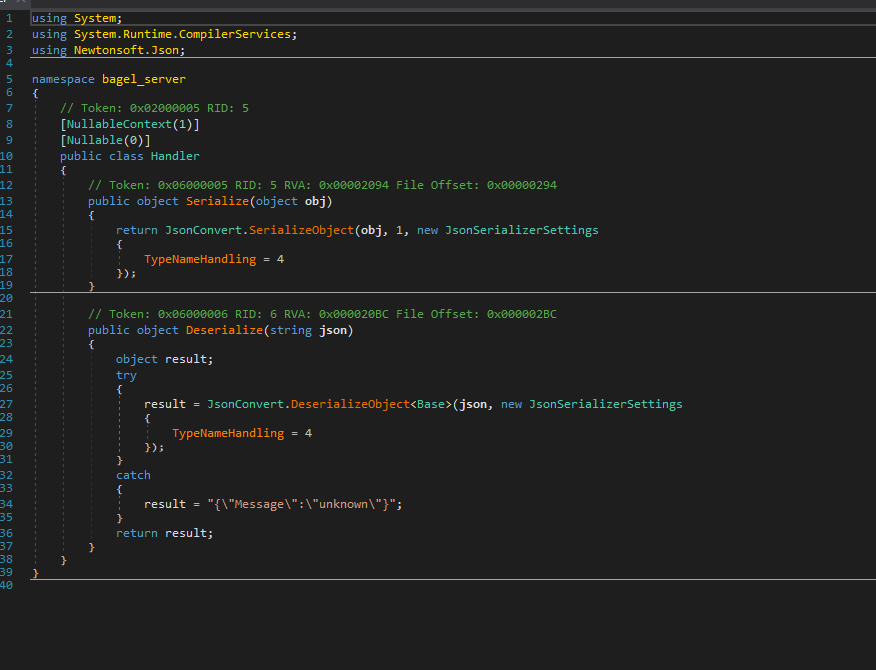 1 using System;
2 using System.Runtime.CompilerServices;
3 using Newtonsoft.Json;
4
5 namespace bagel_server
6 {
7 // Token: 0x02000005 RID: 5
8 [NullableContext(1)]
9 [Nullable(0)]
10 public class Handler
11 {
12 // Token: 0x06000005 RID: 5 RVA: 0x00002094 File Offset: 0x00000294
13 public object Serialize(object obj)
14 {
15 return JsonConvert.SerializeObject(obj, 1, new JsonSerializerSettings
16 {
17 TypeNameHandling = 4
18 });
19 }
20
21 // Token: 0x06000006 RID: 6 RVA: 0x000020BC File Offset: 0x000002BC
22 public object Deserialize(string json)
23 {
24 object result;
25 try
26 {
27 result = JsonConvert.DeserializeObject<Base>(json, new JsonSerializerSettings
28 {
29 TypeNameHandling = 4
30 });
31 }
32 catch
33 {
34 result = "{\"Message\":\"unknown\"}";
35 }
36 return result;
37 }
38 }
39 }
40